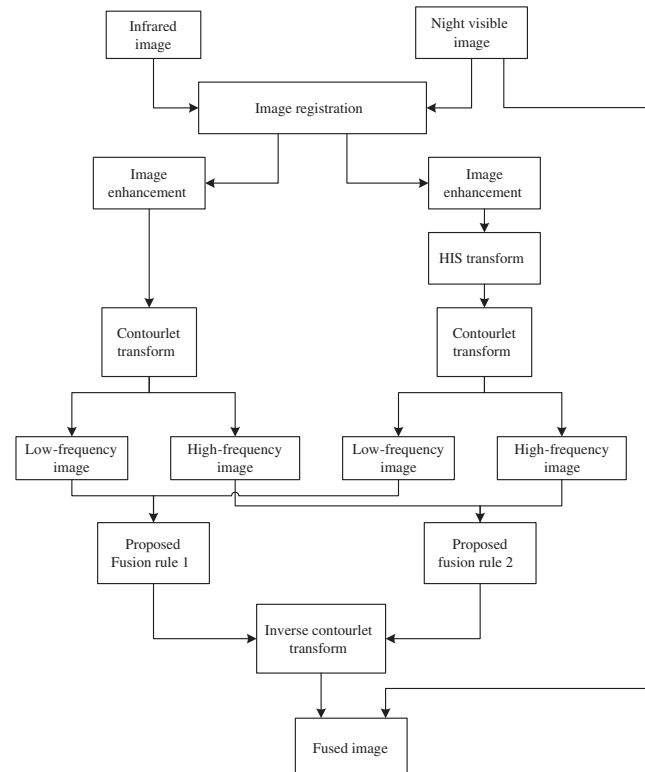 Infrared
image
Night visible
image
Image registration
Image
enhancement
Image
enhancement
HIS transform
Contourlet
transform
Contourlet
transform
Low-frequency
image
High-frequency
image
Low-frequency
image
High-frequency
image
Proposed
Fusion rule 1
Proposed
fusion rule 2
Inverse contourlet
transform
Fused image